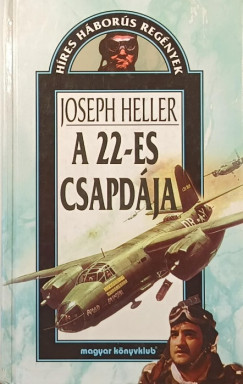 HÍRES HÁBORÚS REGÉNYEK
JOSEPH HELLER
A 22-ES
CSAPDÁJA
magyar könyvklub